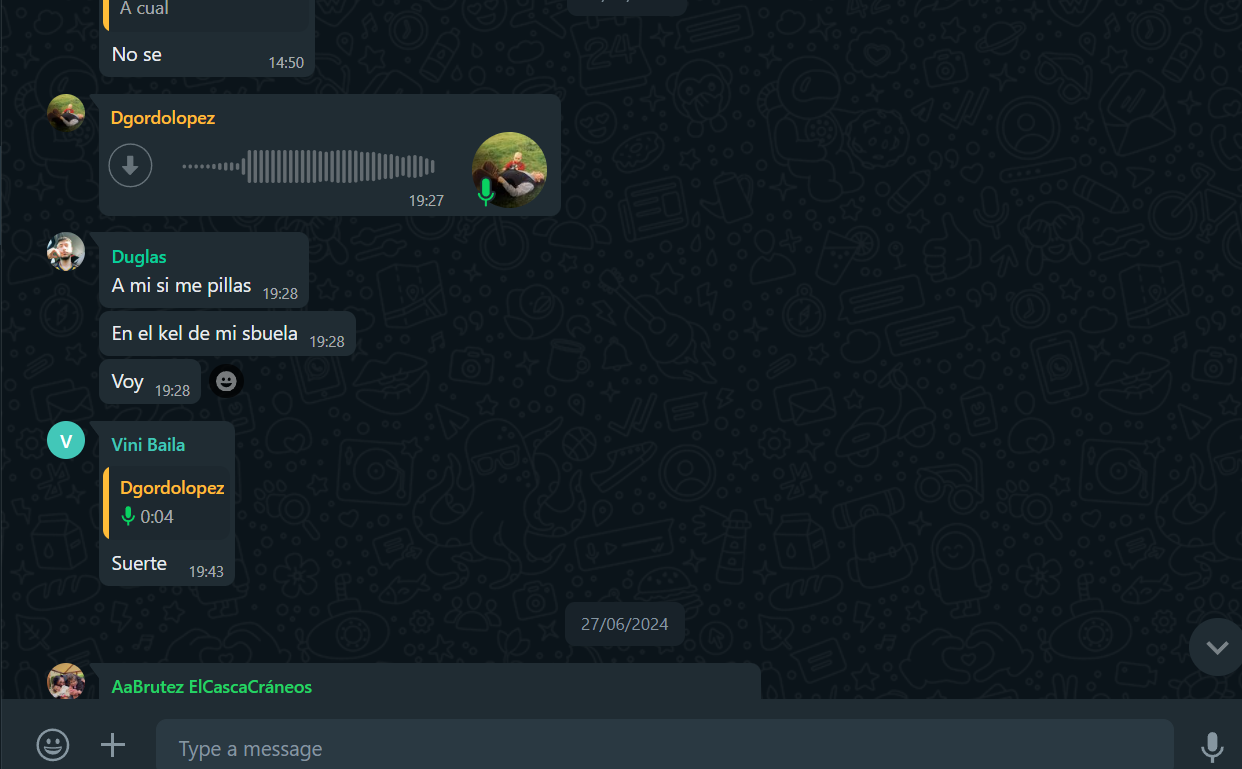 A cual
No se
14:50
Dgordolopez
19:27
Duglas
A mi si me pillas 19:28
En el kel de mi sbuela 19:28
Voy 19:28
V
Vini Baila
Dgordolopez
0:04
Suerte 19:43
27/06/2024
AaBrutez ElCascaCráneos
Type a message